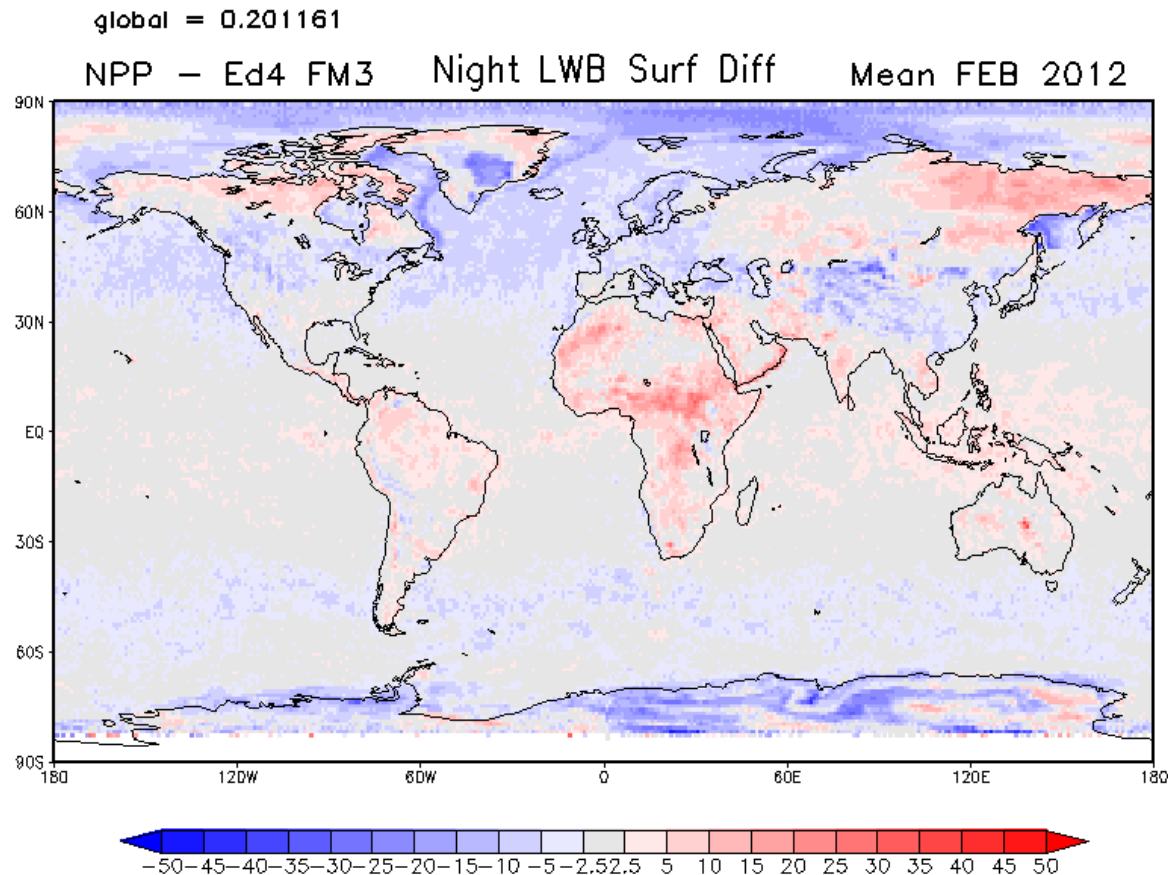 global = 0.201161
NPP - Ed4 FM3 Night LWB Surf Diff Mean FEB 2012
90N
60N
30N
EQ
30S
60S
90S
180 120W 60W 0 60E 120E 180
-50 -45 -40 -35 -30 -25 -20 -15 -10 -5 -2.5 2.5 5 10 15 20 25 30 35 40 45 50